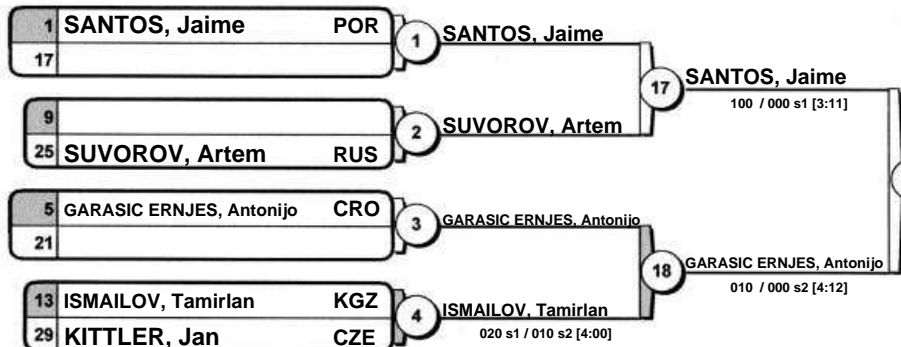 1 SANTOS, Jaime POR
17
1
SANTOS, Jaime
9
25 SUVOROV, Artem RUS
2
SUVOROV, Artem
17
SANTOS, Jaime
100 / 000 s1 [3:11]
5 GARASIC ERNJES, Antonijo CRO
21
3
GARASIC ERNJES, Antonijo
13 ISMAILOV, Tamirlan KGZ
29 KITTLER, Jan CZE
4
ISMAILOV, Tamirlan
020 s1 / 010 s2 [4:00]
18
GARASIC ERNJES, Antonijo
010 / 000 s2 [4:12]